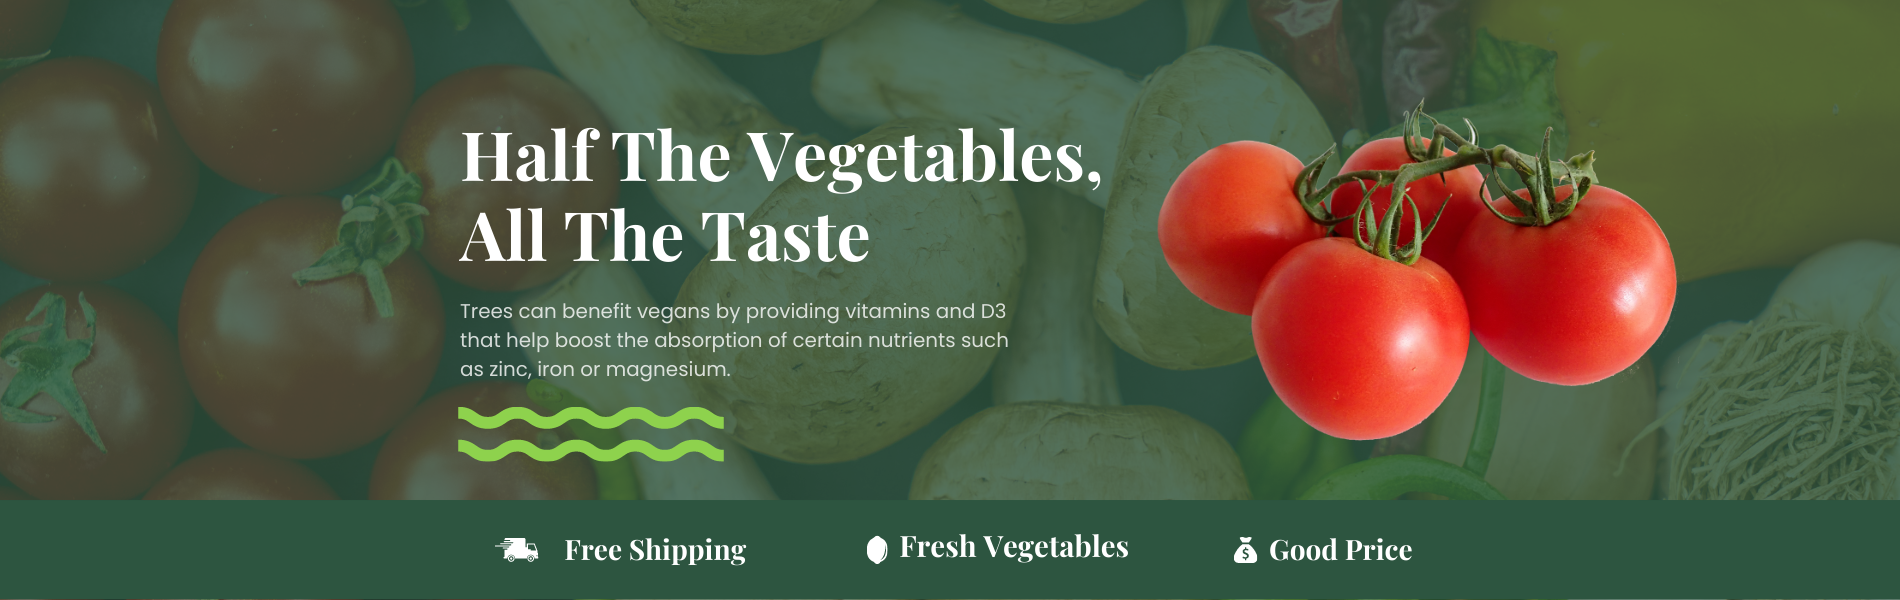 Half The Vegetables,
All The Taste
Trees can benefit vegans by providing vitamins and D3
that help boost the absorption of certain nutrients such
as zinc, iron or magnesium.
Free Shipping
Fresh Vegetables
$
Good Price